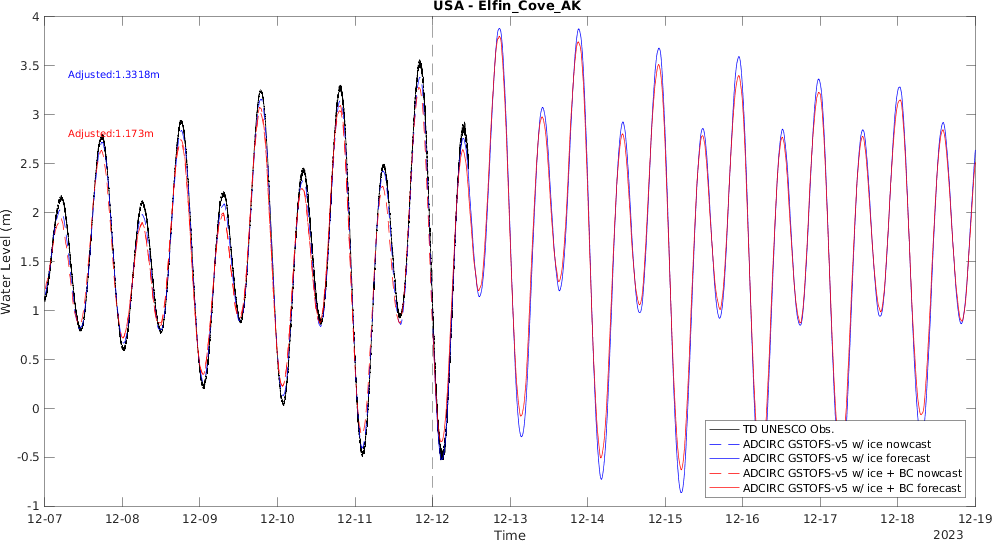 USA - Elfin_Cove_AK
4
3.5
3
2.5
2
1.5
1
0.5
0
-0.5
-1
Water Level (m)
Adjusted:1.3318m
Adjusted:1.173m
TD UNESCO Obs.
ADCIRC GSTOFS-v5 w/ ice nowcast
ADCIRC GSTOFS-v5 w/ ice forecast
ADCIRC GSTOFS-v5 w/ ice + BC nowcast
ADCIRC GSTOFS-v5 w/ ice + BC forecast
12-07 12-08 12-09 12-10 12-11 12-12 12-13 12-14 12-15 12-16 12-17 12-18 12-19
Time
2023